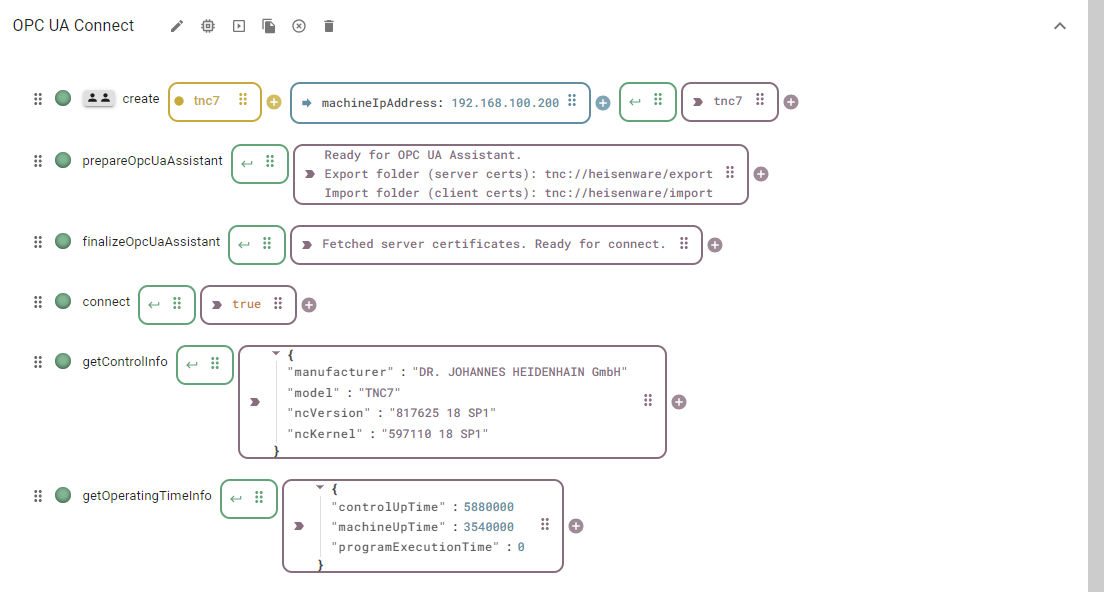 OPC UA Connect
create tnc7 machineIpAddress: 192.168.100.200 tnc7
prepareOpcUaAssistant
Ready for OPC UA Assistant.
Export folder (server certs): tnc://heisenware/export
Import folder (client certs): tnc://heisenware/import
finalizeOpcUaAssistant Fetched server certificates. Ready for connect.
connect true
getControlInfo
{
"manufacturer" : "DR. JOHANNES HEIDENHAIN GmbH"
"model" : "TNC7"
"ncVersion" : "817625 18 SP1"
"ncKernel" : "597110 18 SP1"
}
getOperatingTimeInfo
{
"controlUpTime" : 5880000
"machineUpTime" : 3540000
"programExecutionTime" : 0
}